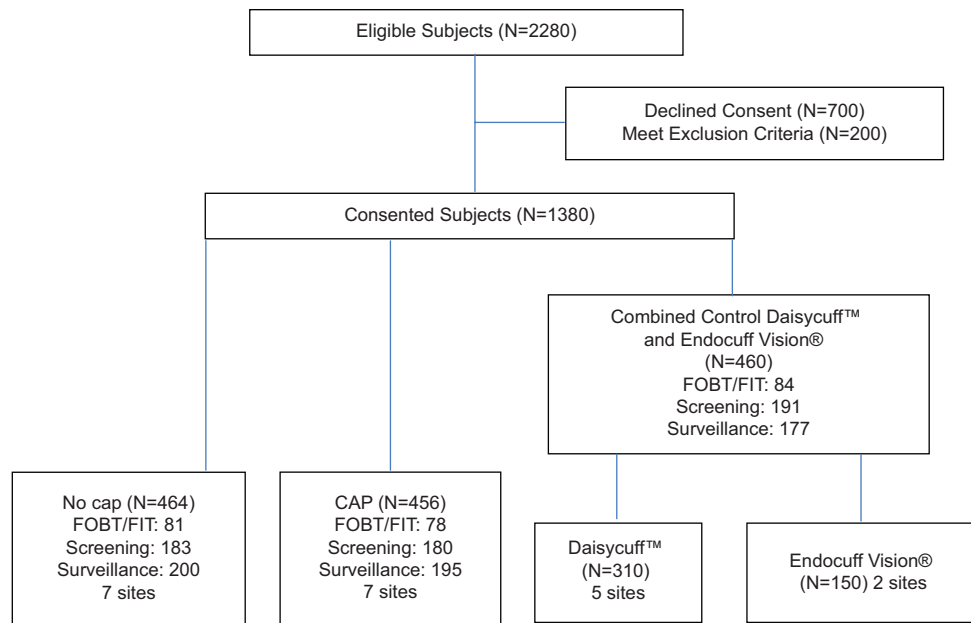 Eligible Subjects (N=2280)
Declined Consent (N=700)
Meet Exclusion Criteria (N=200)
Consented Subjects (N=1380)
Combined Control Daisycuff™
and Endocuff Vision®
(N=460)
FOBT/FIT: 84
Screening: 191
Surveillance: 177
No cap (N=464)
FOBT/FIT: 81
Screening: 183
Surveillance: 200
7 sites
CAP (N=456)
FOBT/FIT: 78
Screening: 180
Surveillance: 195
7 sites
Daisycuff™
(N=310)
5 sites
Endocuff Vision®
(N=150) 2 sites